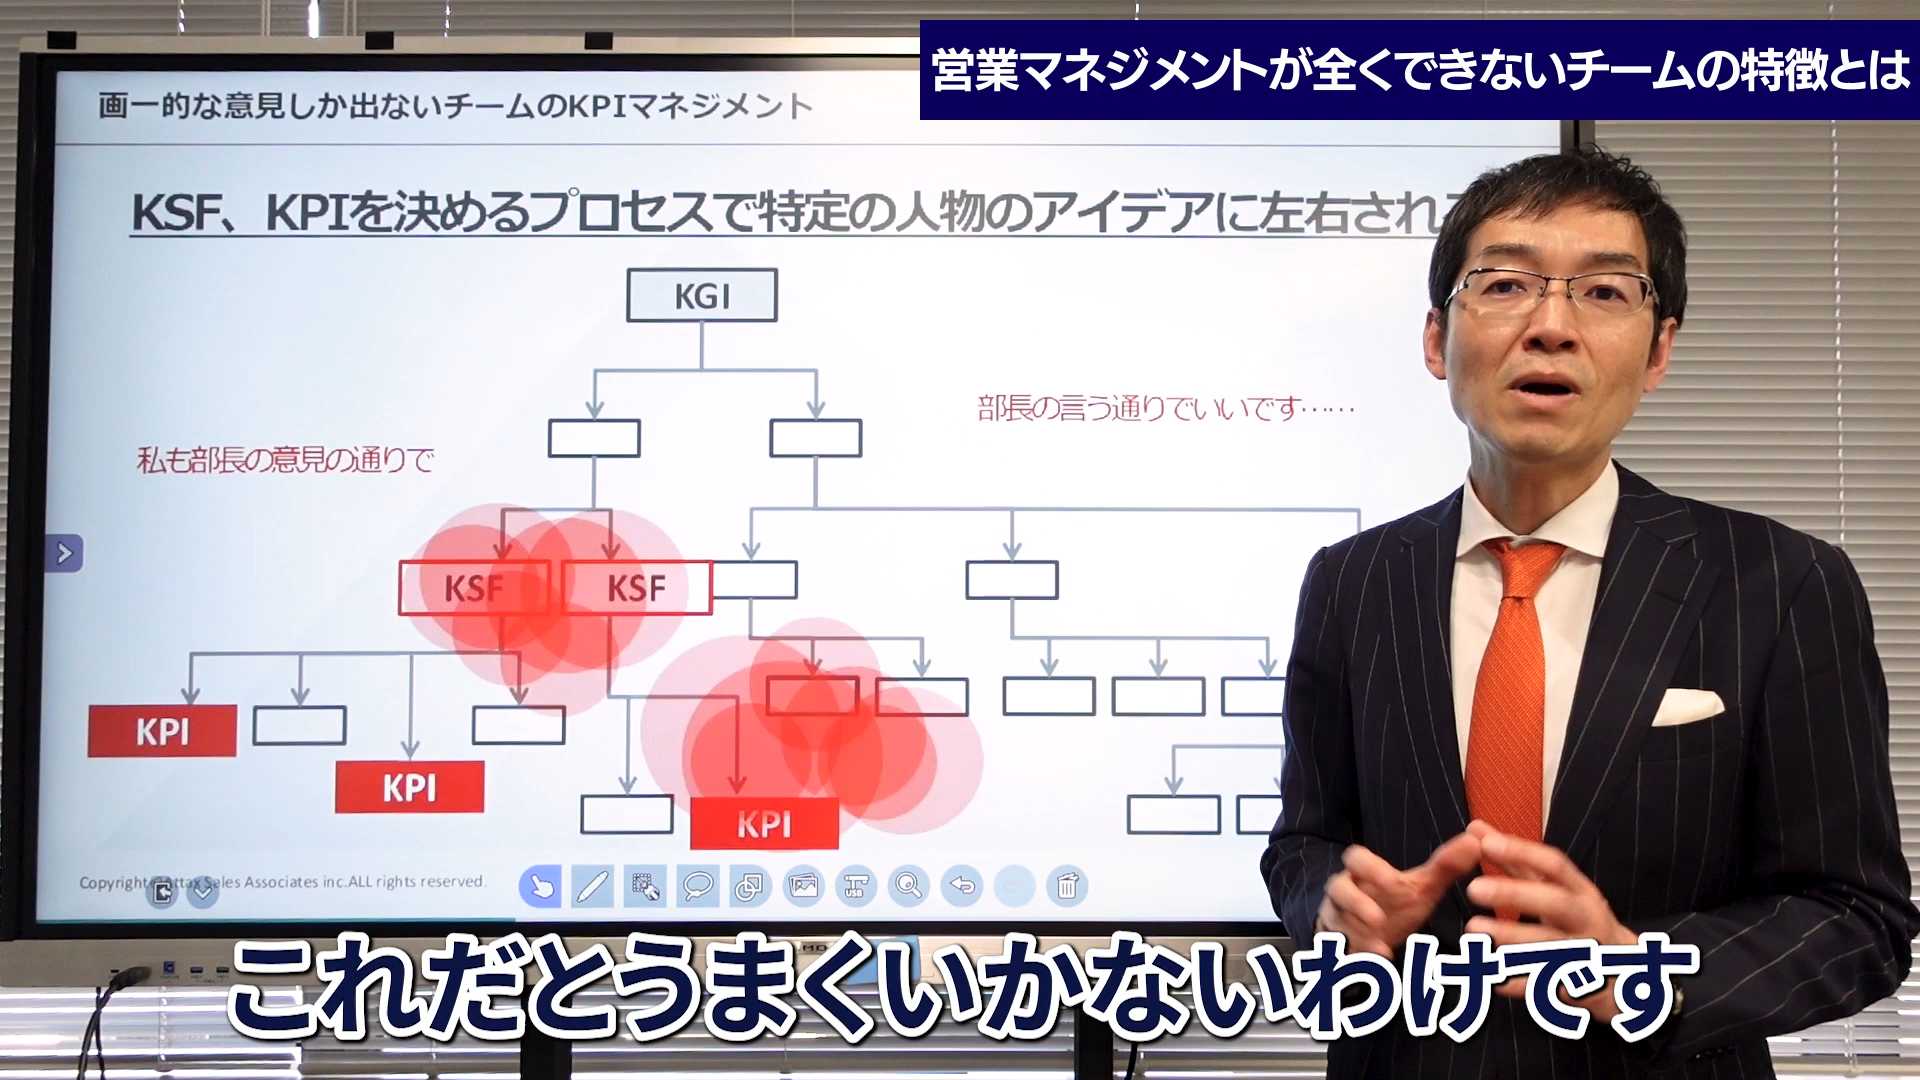 営業マネジメントが全くできないチームの特徴とは
画一的な意見しか出ないチームのKPIマネジメント
KSF、KPIを決めるプロセスで特定の人物のアイデアに左右され
KGI
部長の言う通りでいいです……
私も部長の意見の通りで
KSF
KSF
KPI
KPI
KPI
Copyright Attax Sales Associates inc.ALL rights reserved.
USB
これだとうまくいかないわけです